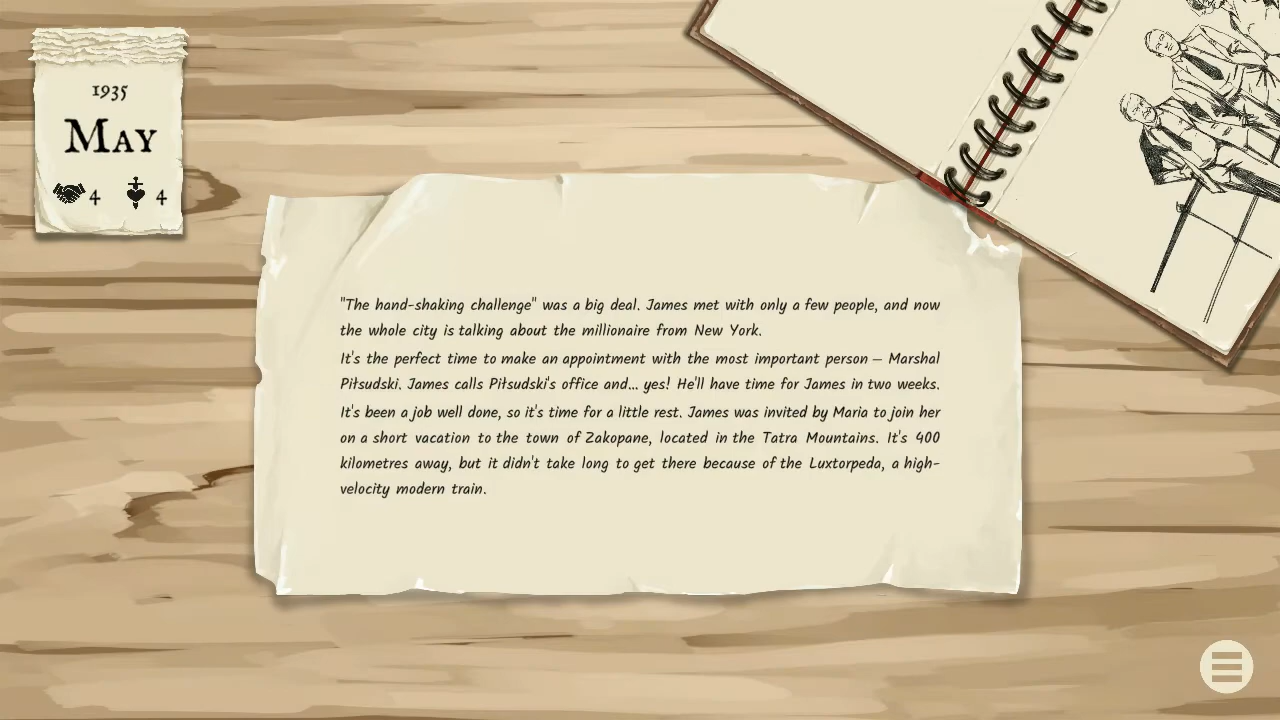 1935
May
4 4
"The hand-shaking challenge" was a big deal. James met with only a few people, and now
the whole city is talking about the millionaire from New York.
It's the perfect time to make an appointment with the most important person – Marshal
Piłsudski. James calls Piłsudski's office and... yes! He'll have time for James in two weeks.
It's been a job well done, so it's time for a little rest. James was invited by Maria to join her
on a short vacation to the town of Zakopane, located in the Tatra Mountains. It's 400
kilometres away, but it didn't take long to get there because of the Luxtorpeda, a high-
velocity modern train.